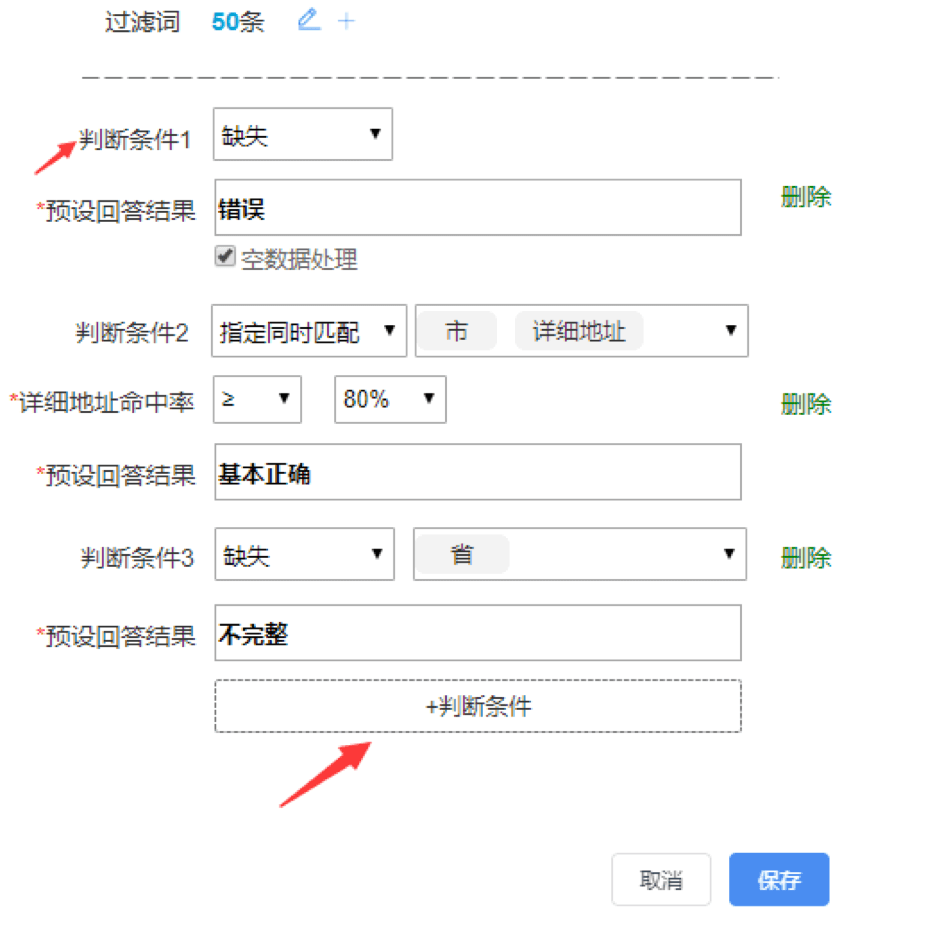 过滤词 50条
判断条件1 缺失
*预设回答结果 错误 删除
空数据处理
判断条件2 指定同时匹配 市 详细地址
*详细地址命中率 ≥ 80% 删除
*预设回答结果 基本正确
判断条件3 缺失 省 删除
*预设回答结果 不完整
+判断条件
取消 保存